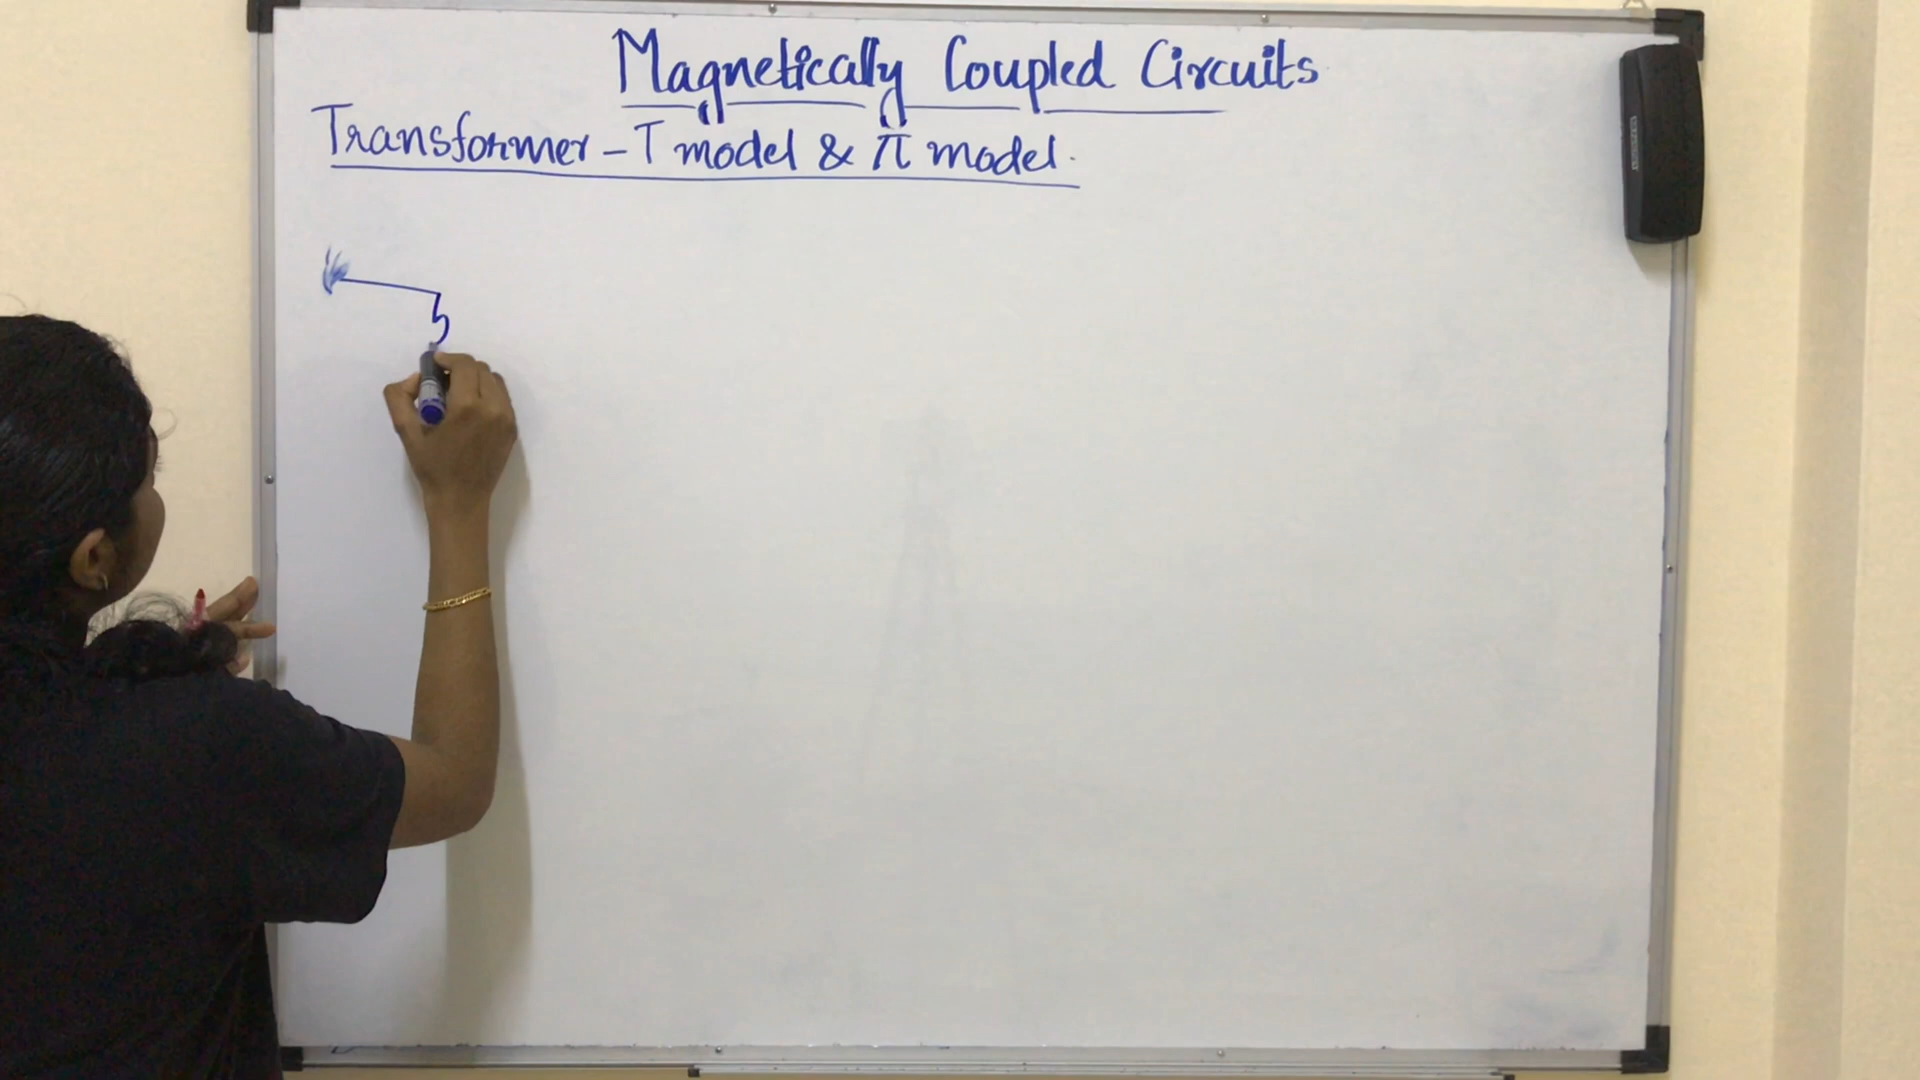 Magnetically Coupled Circuits
Transformer - T model & π model.